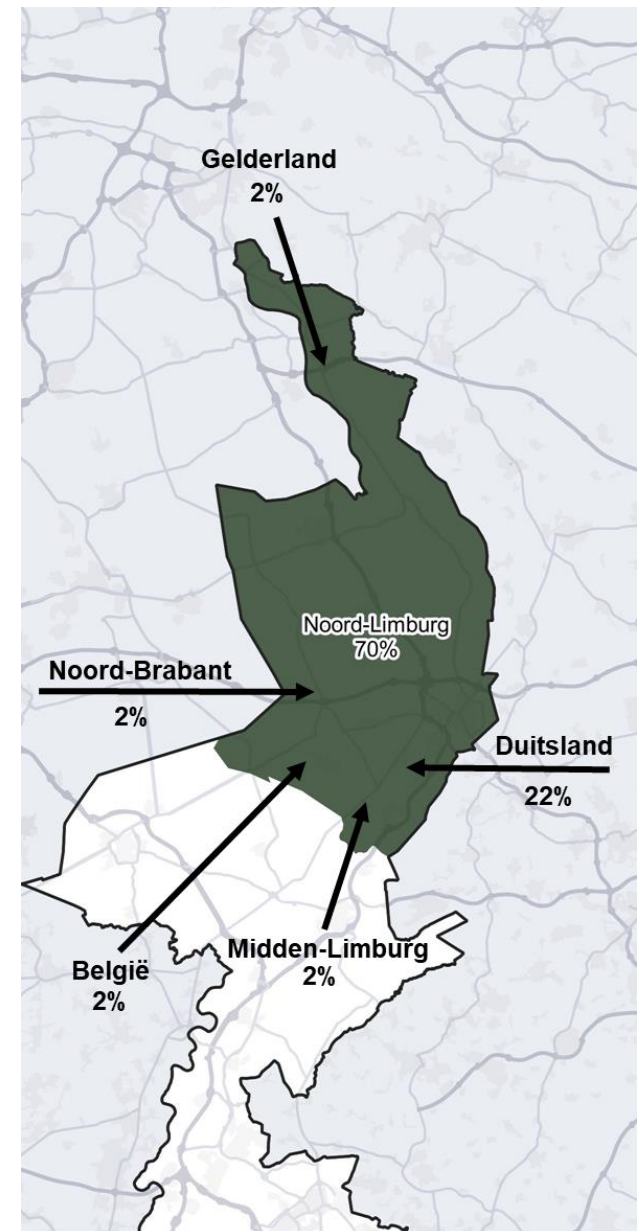 Gelderland
2%
Noord-Limburg
70%
Noord-Brabant
2%
Duitsland
22%
België
2%
Midden-Limburg
2%